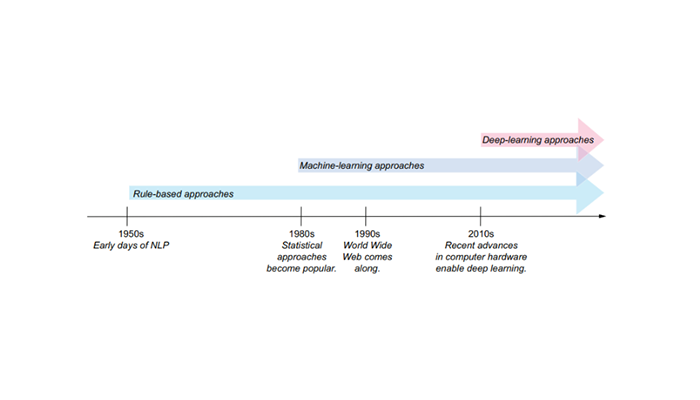 Deep-learning approaches
Machine-learning approaches
Rule-based approaches
1950s
Early days of NLP
1980s
Statistical
approaches
become popular.
1990s
World Wide
Web comes
along.
2010s
Recent advances
in computer hardware
enable deep learning.